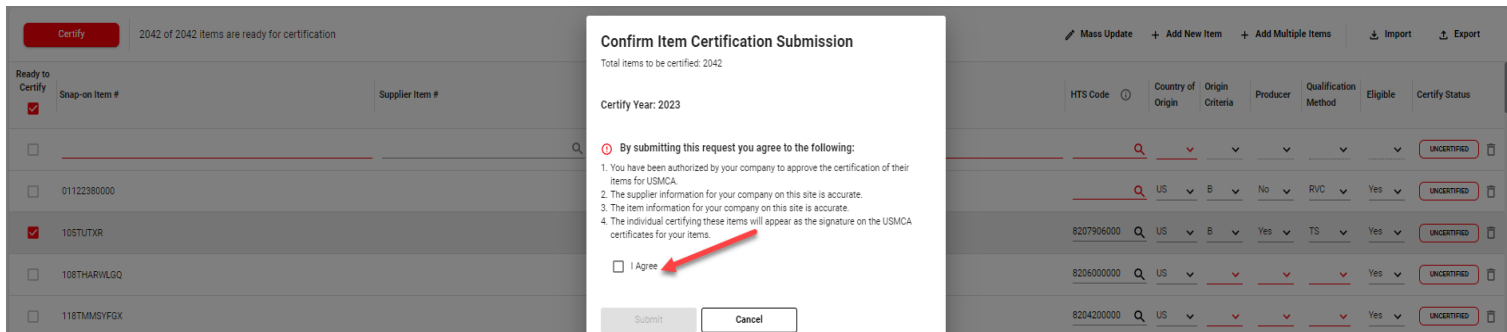 Certify
2042 of 2042 items are ready for certification
Mass Update
Add New Item
Add Multiple Items
Import
Export
Ready to
Certify
Snap-on Item #
Supplier Item #
HTS Code
Country of
Origin
Origin
Criteria
Producer
Qualification
Method
Eligible
Certify Status
UNCERTIFIED
01122380000
US B No RVC Yes UNCERTIFIED
105TUTXR
8207906000 US B Yes TS Yes UNCERTIFIED
108THARWLGQ
8206000000 US Yes UNCERTIFIED
118TMMSYFGX
8204200000 US Yes UNCERTIFIED
Confirm Item Certification Submission
Total items to be certified: 2042
Certify Year: 2023
By submitting this request you agree to the following:
1. You have been authorized by your company to approve the certification of their
items for USMCA.
2. The supplier information for your company on this site is accurate.
3. The item information for your company on this site is accurate.
4. The individual certifying these items will appear as the signature on the USMCA
certificates for your items.
I Agree
Submit
Cancel